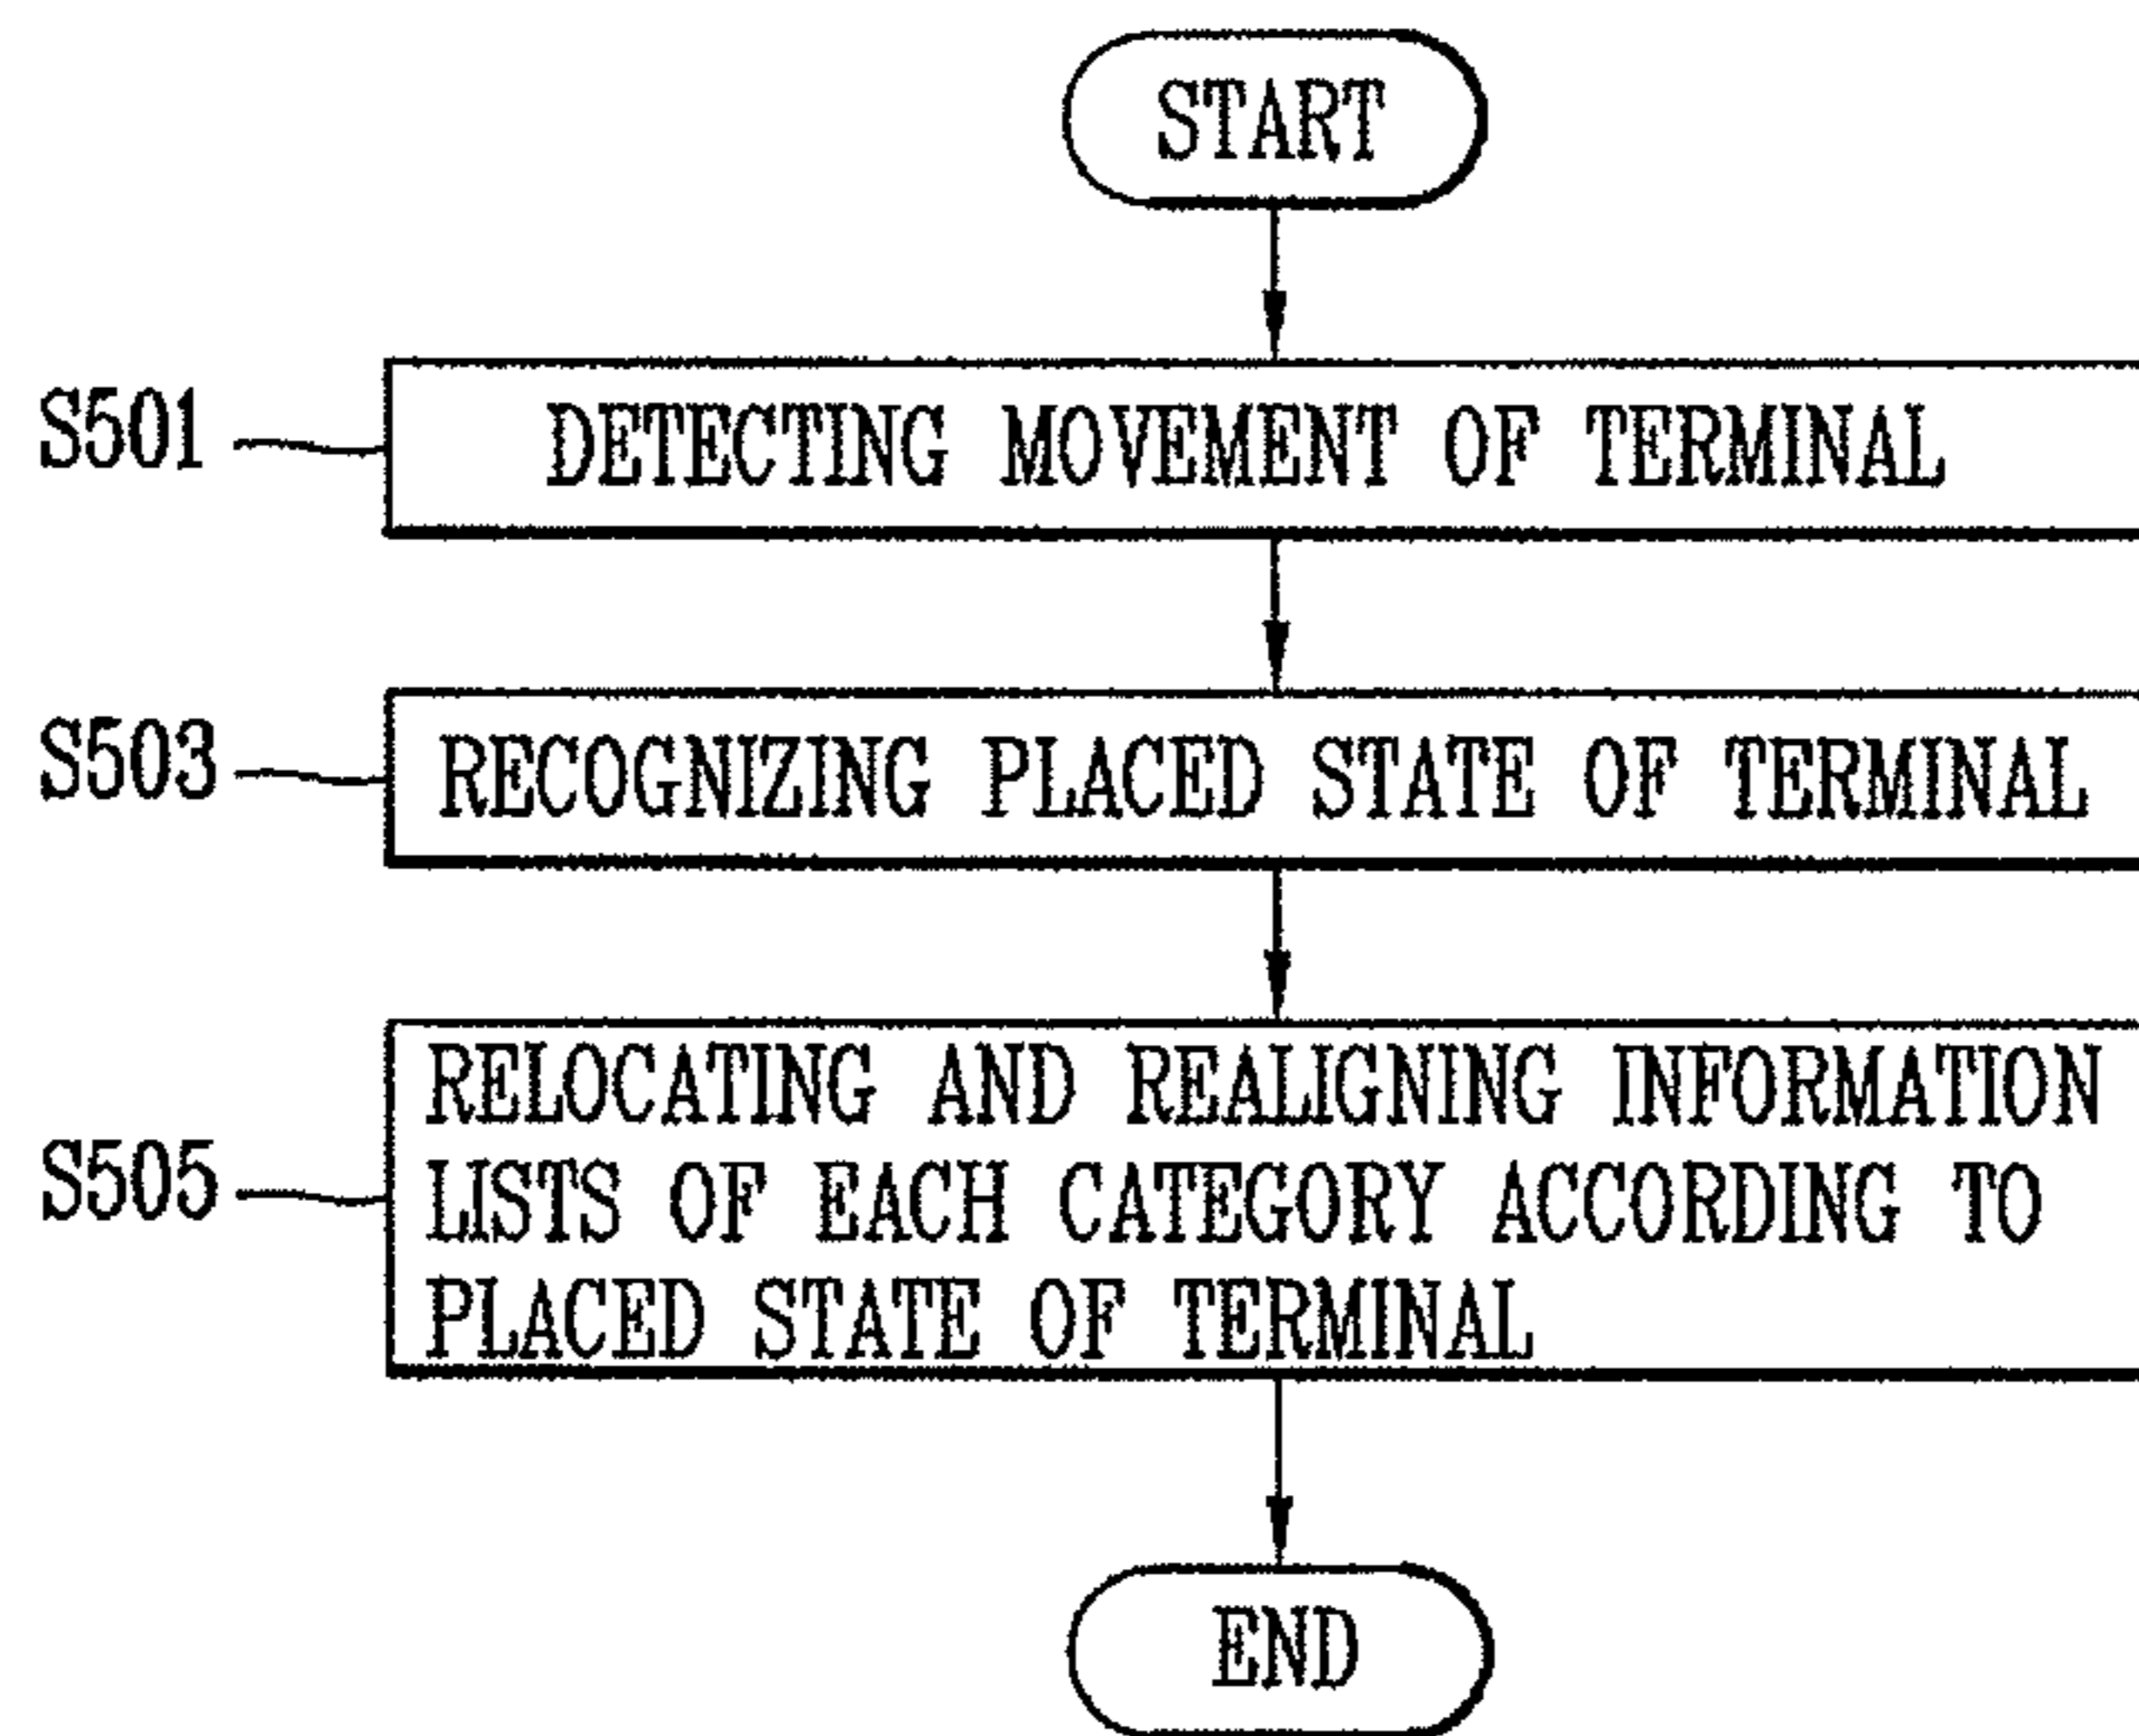 START
S501
DETECTING MOVEMENT OF TERMINAL
S503
RECOGNIZING PLACED STATE OF TERMINAL
S505
RELOCATING AND REALIGNING INFORMATION
LISTS OF EACH CATEGORY ACCORDING TO
PLACED STATE OF TERMINAL
END